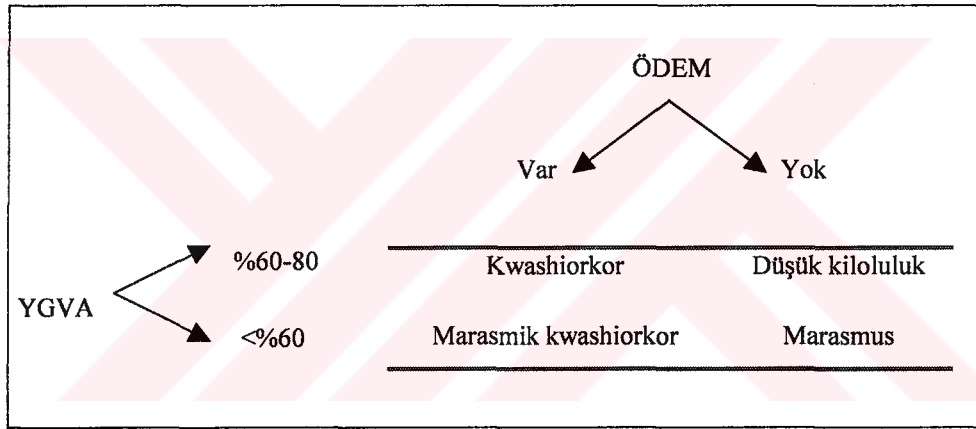 ÖDEM
Var Yok
%60-80 Kwashiorkor Düşük kiloluluk
YGVA
<%60 Marasmik kwashiorkor Marasmus